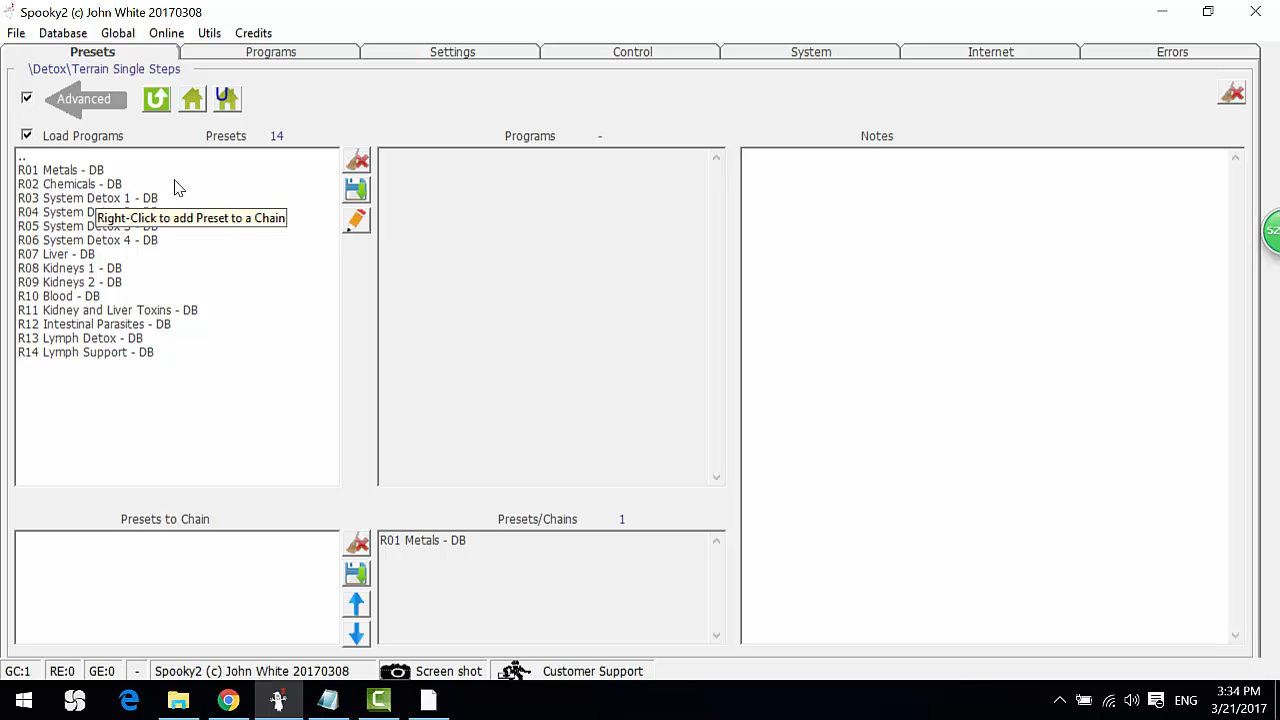 Spooky2 (c) John White 20170308
File Database Global Online Utils Credits
Presets Programs Settings Control System Internet Errors
\Detox\Terrain Single Steps
Advanced
Load Programs Presets 14 Programs - Notes
..
R01 Metals - DB
R02 Chemicals - DB
R03 System Detox 1 - DB
R04 System D
Right-Click to add Preset to a Chain
R05 System Detox 3 - DB
R06 System Detox 4 - DB
R07 Liver - DB
R08 Kidneys 1 - DB
R09 Kidneys 2 - DB
R10 Blood - DB
R11 Kidney and Liver Toxins - DB
R12 Intestinal Parasites - DB
R13 Lymph Detox - DB
R14 Lymph Support - DB
Presets to Chain Presets/Chains 1
R01 Metals - DB
GC:1 RE:0 GE:0 - Spooky2 (c) John White 20170308 Screen shot Customer Support
ENG
3:34 PM
3/21/2017
52